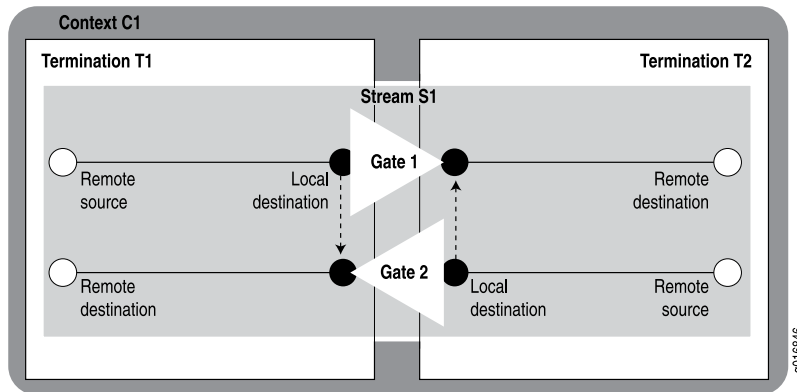 Context C1
Termination T1
Termination T2
Stream S1
Gate 1
Remote
source
Local
destination
Remote
destination
Gate 2
Remote
destination
Local
destination
Remote
source
g016846